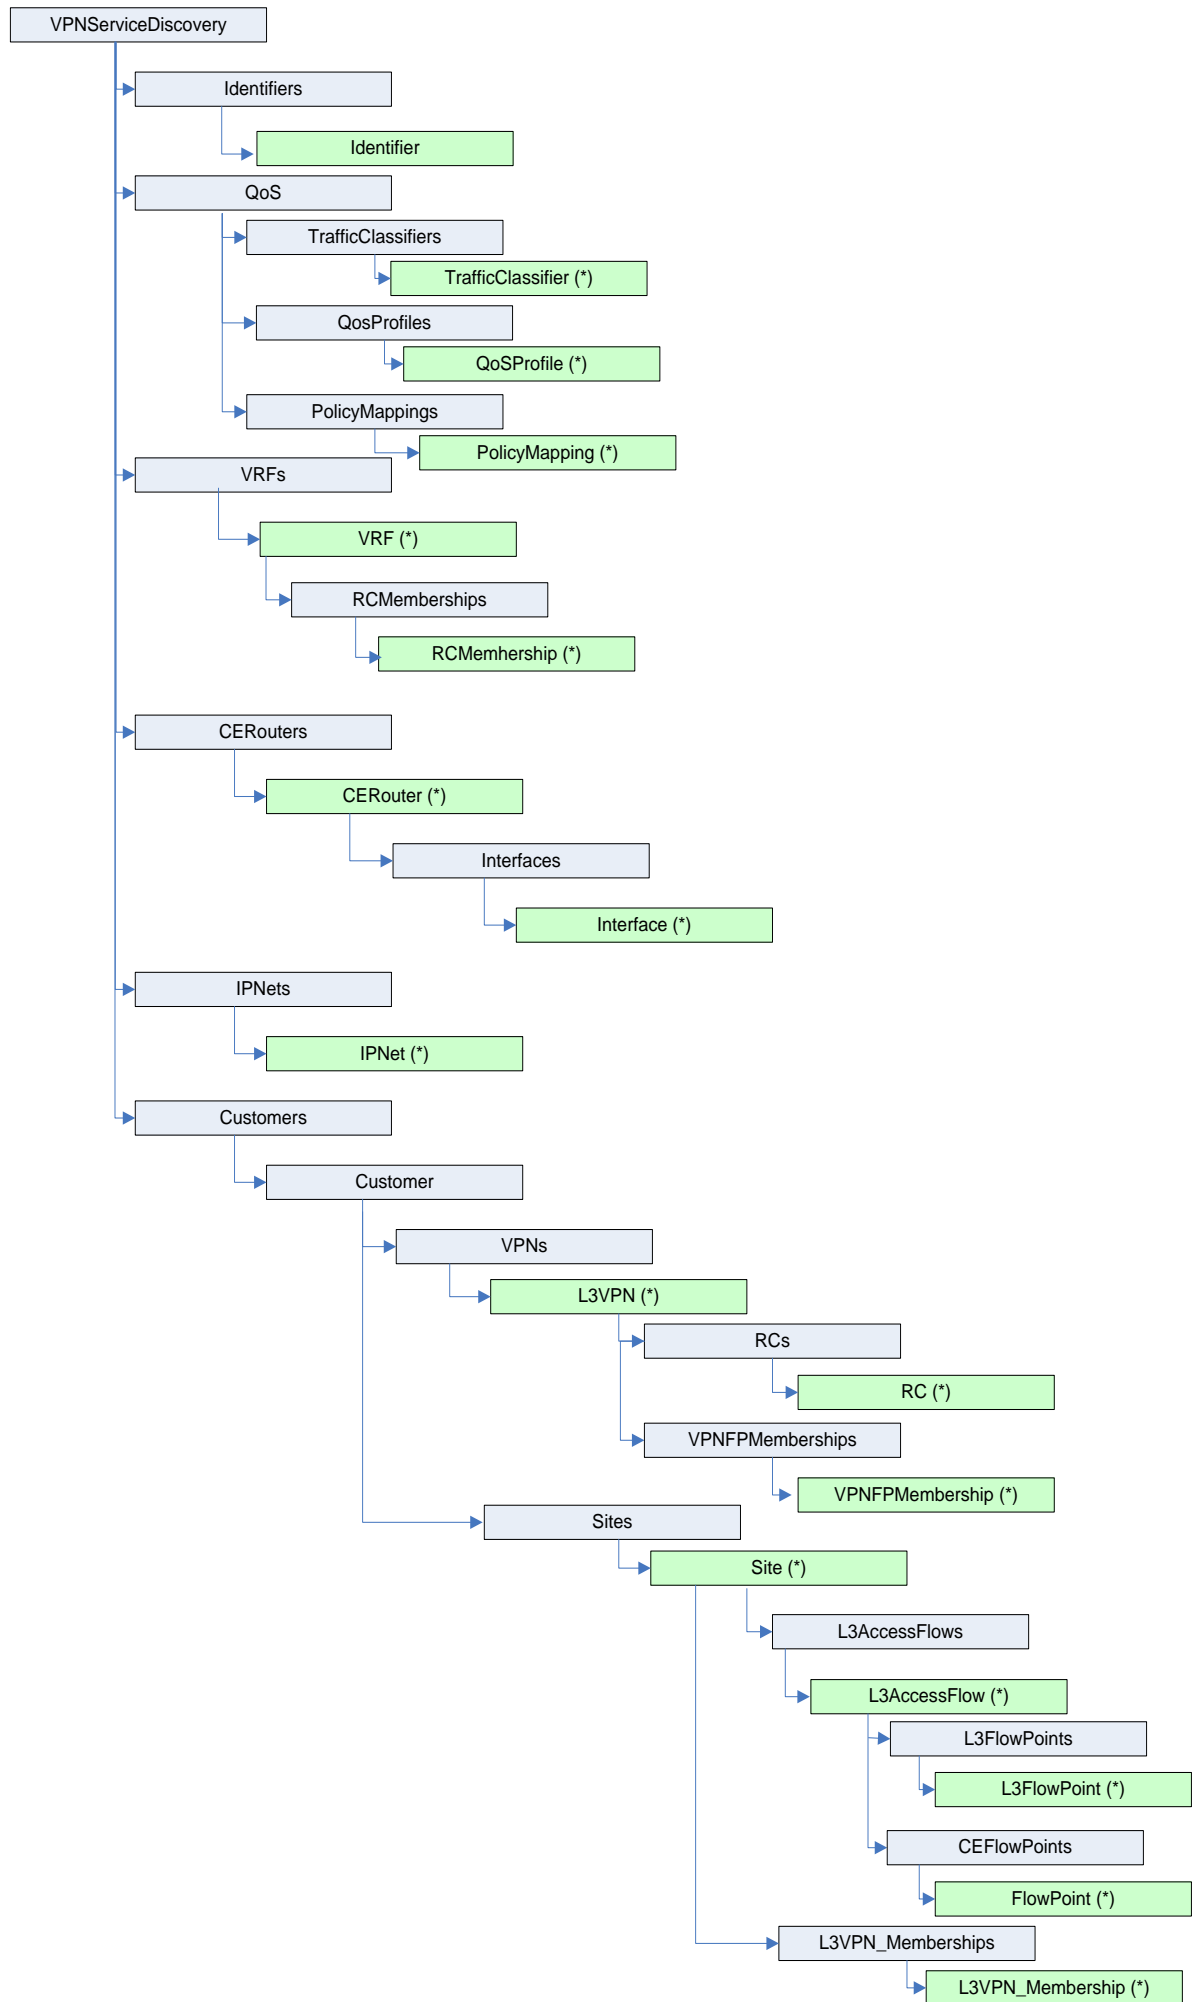 VPNServiceDiscovery
Identifiers
Identifier
QoS
TrafficClassifiers
TrafficClassifier (*)
QosProfiles
QoSProfile (*)
PolicyMappings
PolicyMapping (*)
VRFs
VRF (*)
RCMemberships
RCMemhership (*)
CERouters
CERouter (*)
Interfaces
Interface (*)
IPNets
IPNet (*)
Customers
Customer
VPNs
L3VPN (*)
RCs
RC (*)
VPNFPMemberships
VPNFPMembership (*)
Sites
Site (*)
L3AccessFlows
L3AccessFlow (*)
L3FlowPoints
L3FlowPoint (*)
CEFlowPoints
FlowPoint (*)
L3VPN_Memberships
L3VPN_Membership (*)